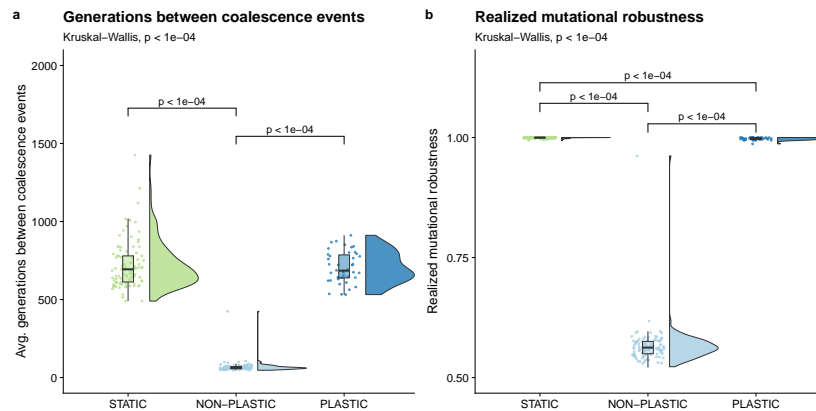 a
Generations between coalescence events
Kruskal−Wallis, p < 1e−04
Avg. generations between coalescence events
2000
1500
1000
500
0
p < 1e−04
p < 1e−04
STATIC
NON−PLASTIC
PLASTIC
b
Realized mutational robustness
Kruskal−Wallis, p < 1e−04
Realized mutational robustness
1.00
0.75
0.50
p < 1e−04
p < 1e−04
p < 1e−04
STATIC
NON−PLASTIC
PLASTIC